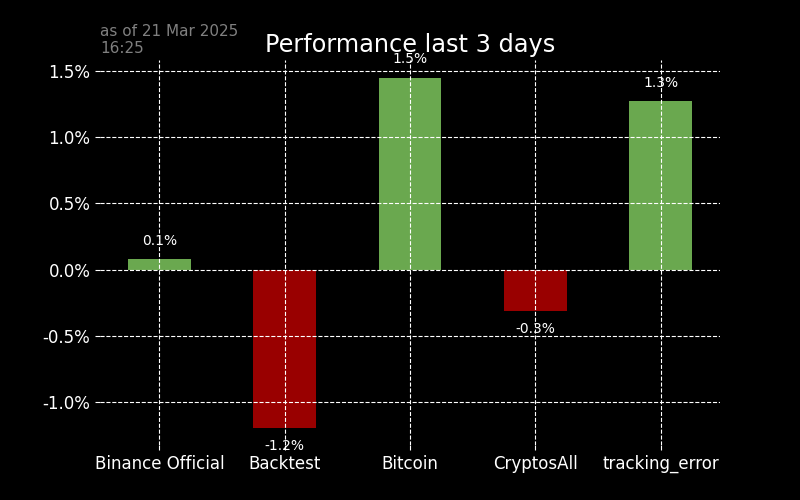 as of 21 Mar 2025
16:25
Performance last 3 days
1.5%
1.5%
1.3%
1.0%
0.5%
0.1%
0.0%
-0.3%
-0.5%
-1.0%
-1.2%
Binance Official
Backtest
Bitcoin
CryptosAll
tracking_error